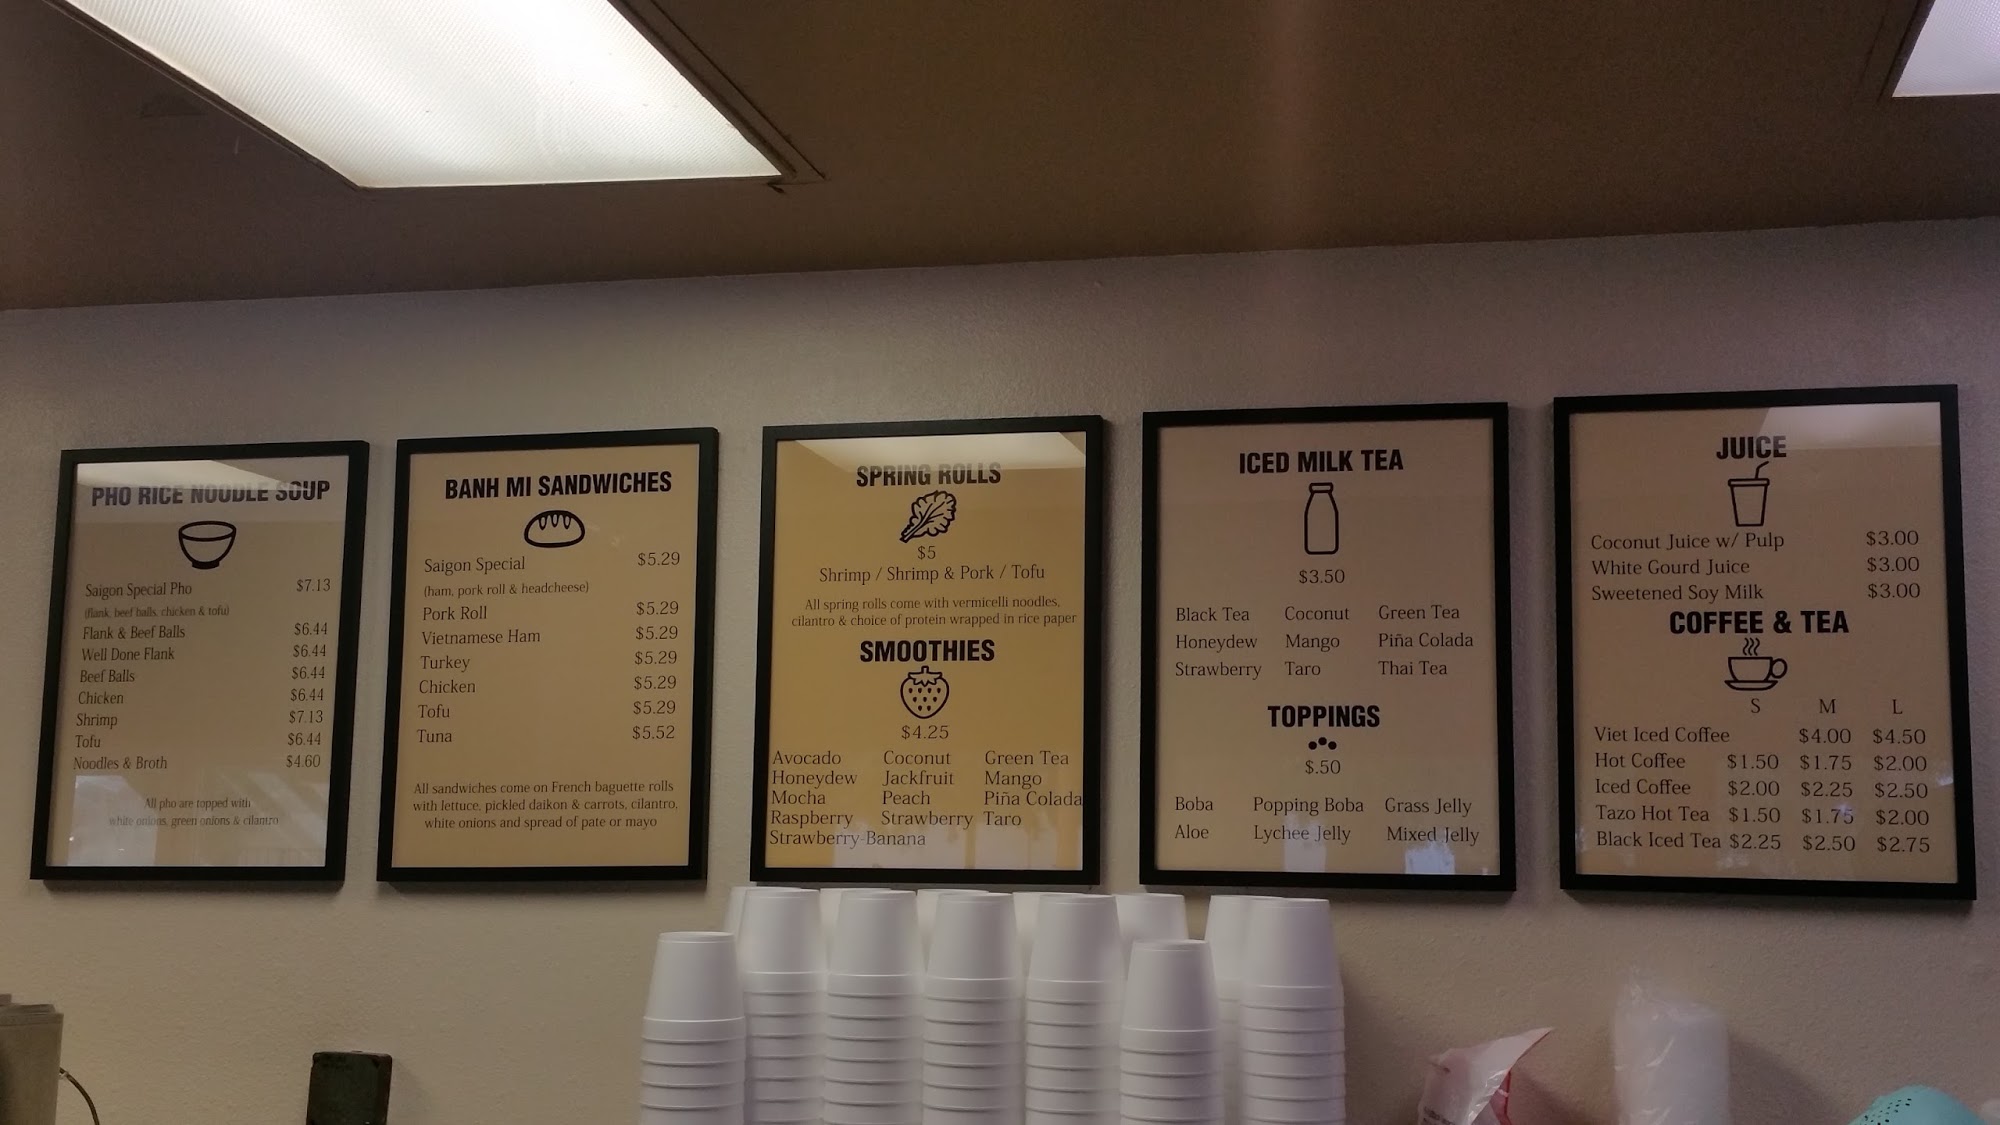 PHO RICE NOODLE SOUP
Saigon Special Pho $7.13
(flank, beef balls, chicken & tofu)
Flank & Beef Balls $6.44
Well Done Flank $6.44
Beef Balls $6.44
Chicken $6.44
Shrimp $7.13
Tofu $6.44
Noodles & Broth $4.60
All pho are topped with
white onions, green onions & cilantro
BANH MI SANDWICHES
Saigon Special $5.29
(ham, pork roll & headcheese)
Pork Roll $5.29
Vietnamese Ham $5.29
Turkey $5.29
Chicken $5.29
Tofu $5.29
Tuna $5.52
All sandwiches come on French baguette rolls
with lettuce, pickled daikon & carrots, cilantro,
white onions and spread of pate or mayo
SPRING ROLLS
$5
Shrimp / Shrimp & Pork / Tofu
All spring rolls come with vermicelli noodles,
cilantro & choice of protein wrapped in rice paper
SMOOTHIES
$4.25
Avocado Coconut Green Tea
Honeydew Jackfruit Mango
Mocha Peach Piña Colada
Raspberry Strawberry Taro
Strawberry-Banana
ICED MILK TEA
$3.50
Black Tea Coconut Green Tea
Honeydew Mango Piña Colada
Strawberry Taro Thai Tea
TOPPINGS
$.50
Boba Popping Boba Grass Jelly
Aloe Lychee Jelly Mixed Jelly
JUICE
Coconut Juice w/ Pulp $3.00
White Gourd Juice $3.00
Sweetened Soy Milk $3.00
COFFEE & TEA
S M L
Viet Iced Coffee $4.00 $4.50
Hot Coffee $1.50 $1.75 $2.00
Iced Coffee $2.00 $2.25 $2.50
Tazo Hot Tea $1.50 $1.75 $2.00
Black Iced Tea $2.25 $2.50 $2.75